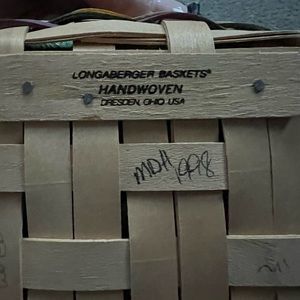 LONGABERGER BASKETS®
HANDWOVEN
DRESDEN, OHIO USA
MDH 1998